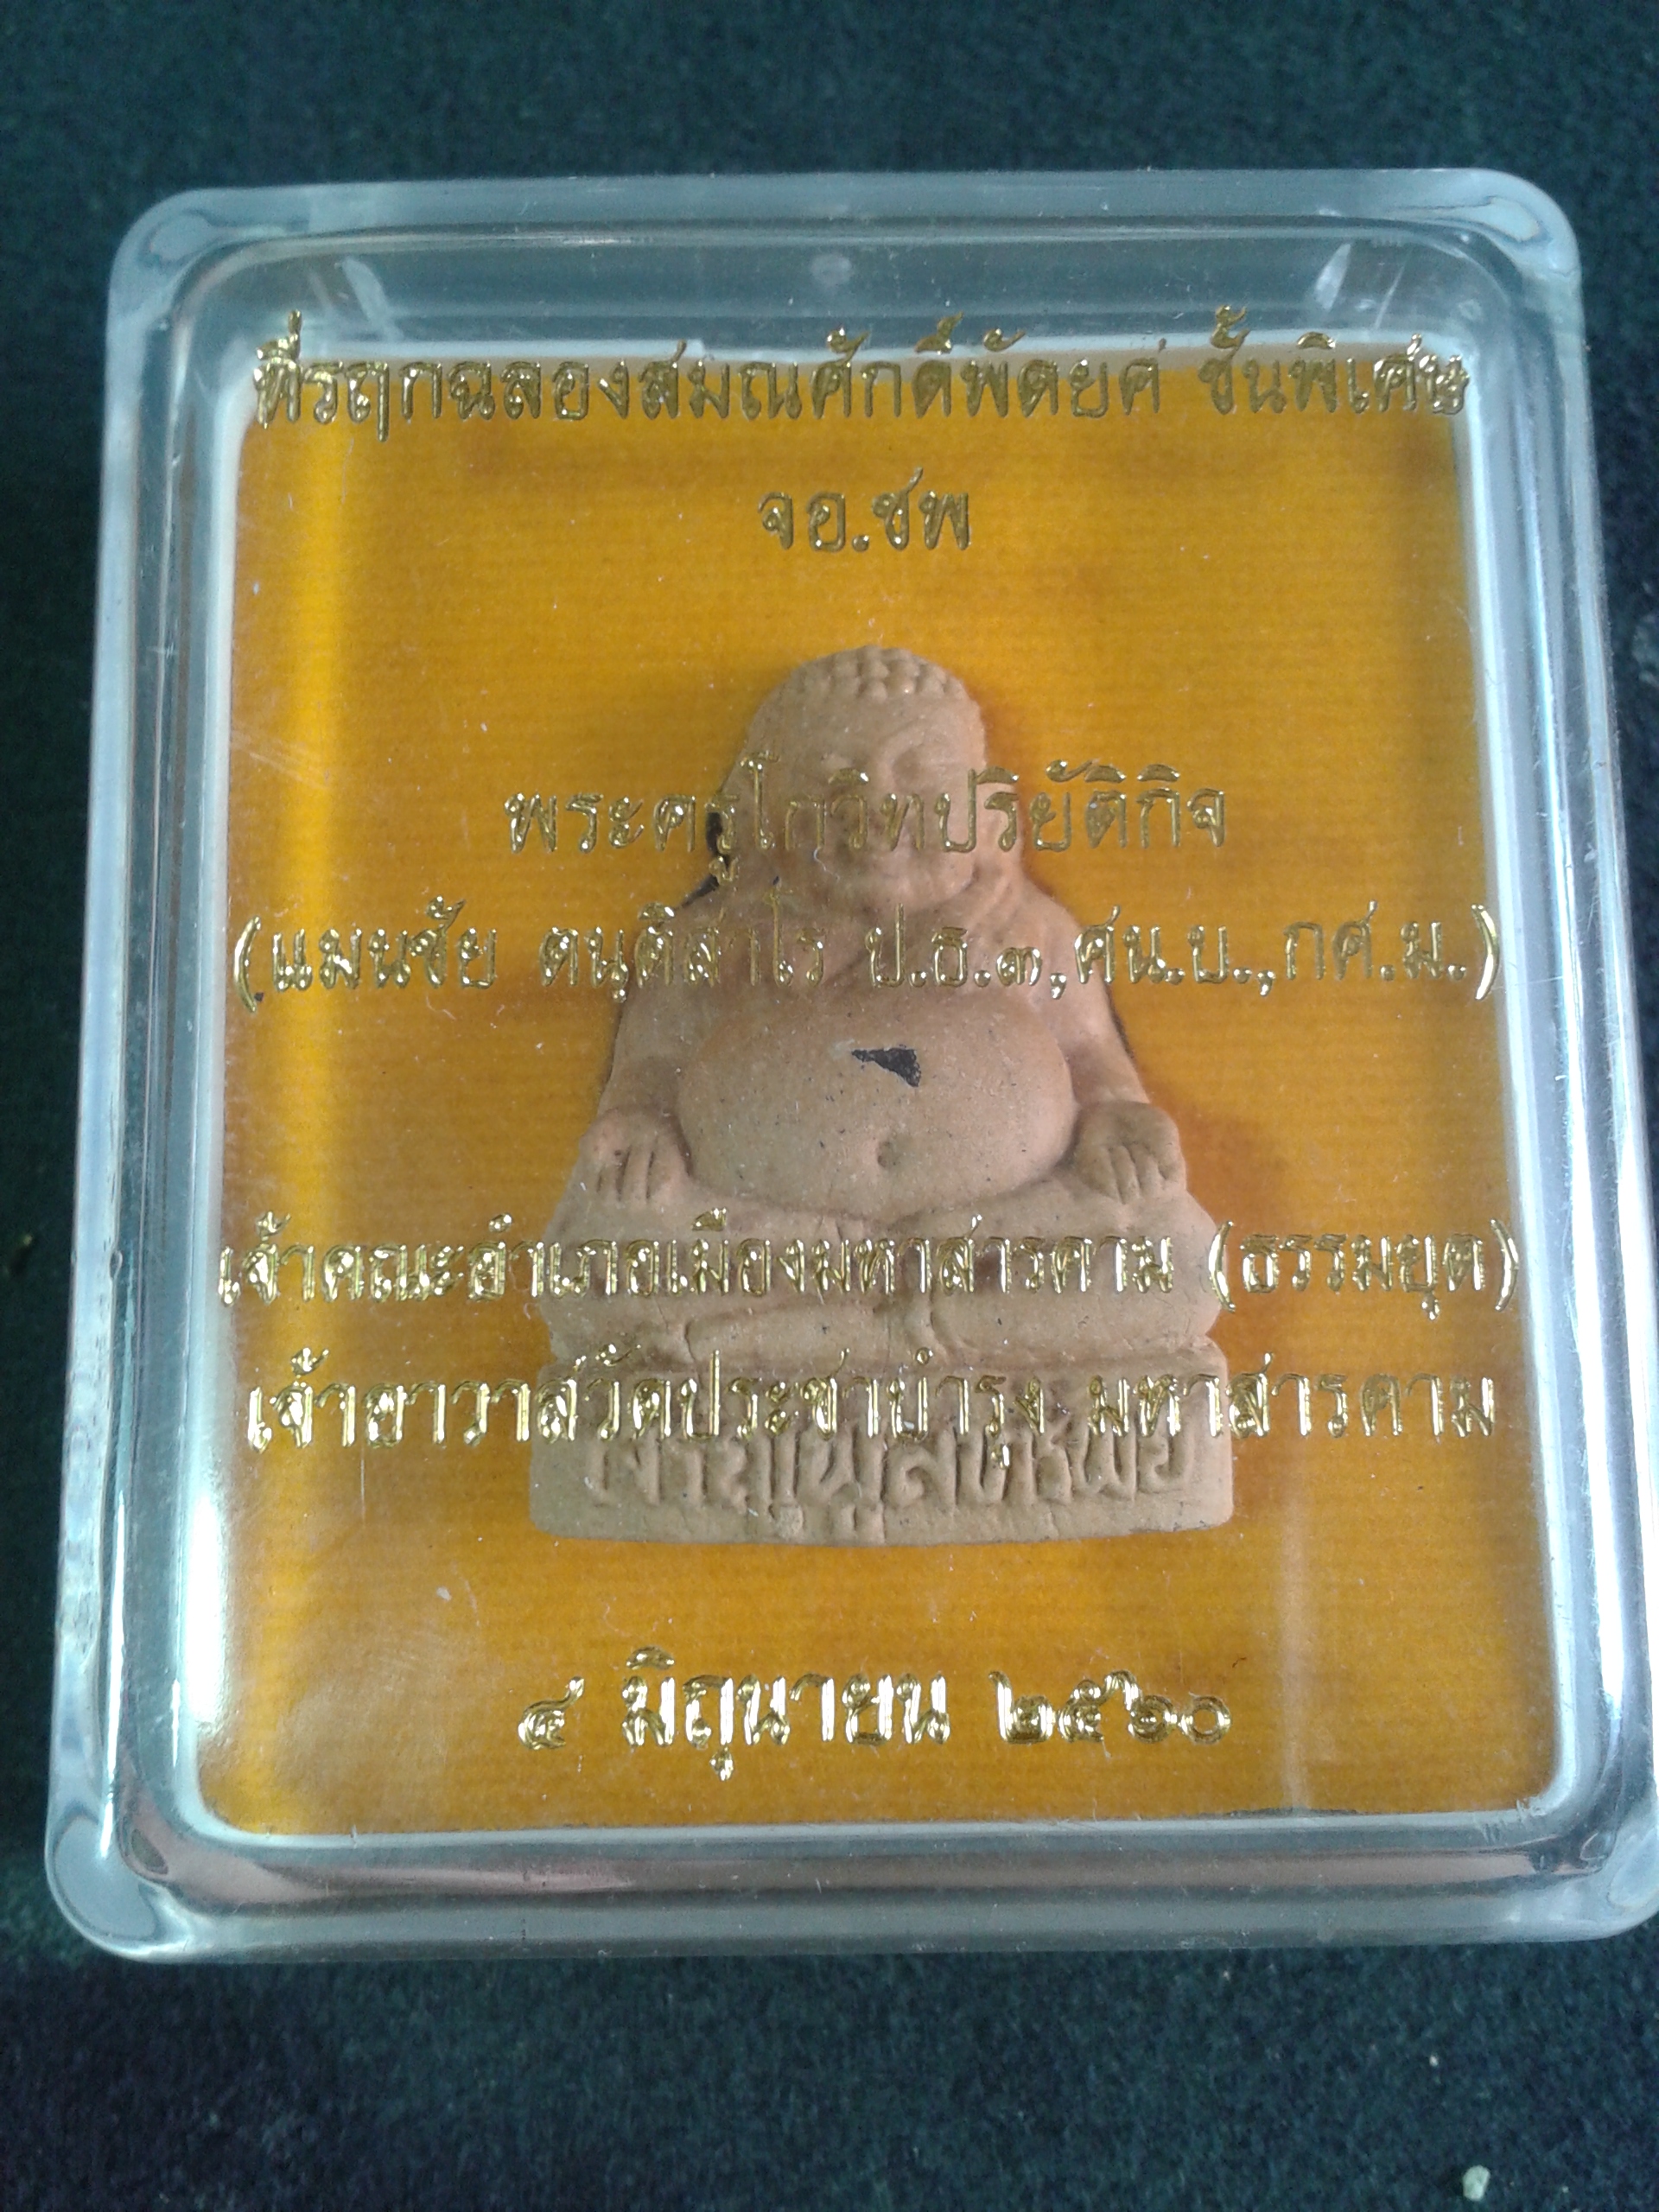 ที่รฤกฉลองสมณศักดิ์พัดยศ ชั้นพิเศษ
จอ.ชพ
พระครูโกวิทปริยัติกิจ
(แมนชัย ตนฺติสาโร ป.ธ.๓,ศน.บ.,กศ.ม.)
เจ้าคณะอำเภอเมืองมหาสารคาม (ธรรมยุต)
เจ้าอาวาส์วัดประชาบำรุง มหาสารคาม
๔ มิถุนายน ๒๕๖๐